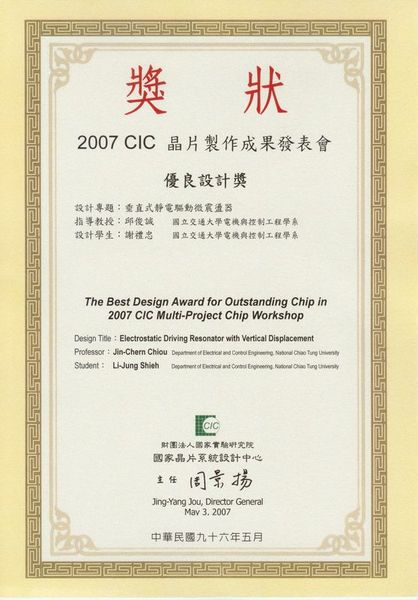 獎狀
2007 CIC 晶片製作成果發表會
優良設計獎
設計專題：垂直式靜電驅動微震盪器
指導教授：邱俊誠 國立交通大學電機與控制工程學系
設計學生：謝禮忠 國立交通大學電機與控制工程學系
The Best Design Award for Outstanding Chip in
2007 CIC Multi-Project Chip Workshop
Design Title：Electrostatic Driving Resonator with Vertical Displacement
Professor：Jin-Chern Chiou Department of Electrical and Control Engineering, National Chiao Tung University
Student：Li-Jung Shieh Department of Electrical and Control Engineering, National Chiao Tung University
CIC
財團法人國家實驗研究院
國家晶片系統設計中心
主任 周景揚
Jing-Yang Jou, Director General
May 3, 2007
中華民國九十六年五月